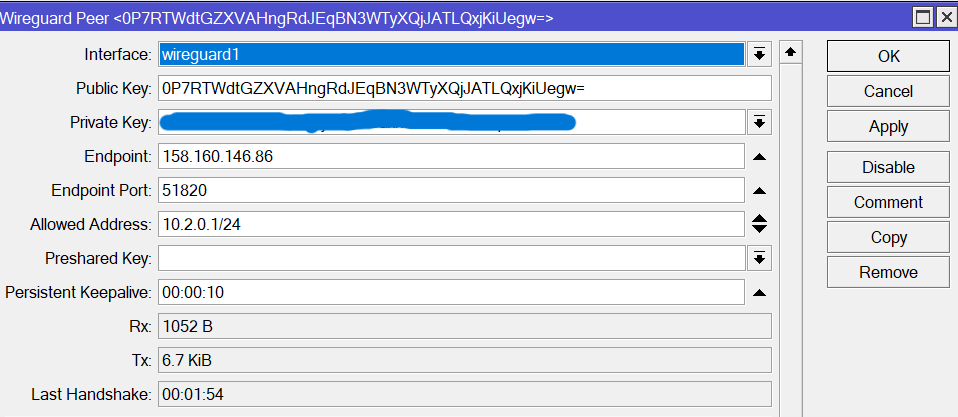 Wireguard Peer <0P7RTWdtGZXVAHngRdJEqBN3WTyXQjJATLQxjKiUegw=>
Interface: wireguard1
OK
Public Key: 0P7RTWdtGZXVAHngRdJEqBN3WTyXQjJATLQxjKiUegw=
Cancel
Private Key:
Apply
Endpoint: 158.160.146.86
Disable
Endpoint Port: 51820
Comment
Allowed Address: 10.2.0.1/24
Copy
Preshared Key:
Remove
Persistent Keepalive: 00:00:10
Rx: 1052 B
Tx: 6.7 KiB
Last Handshake: 00:01:54